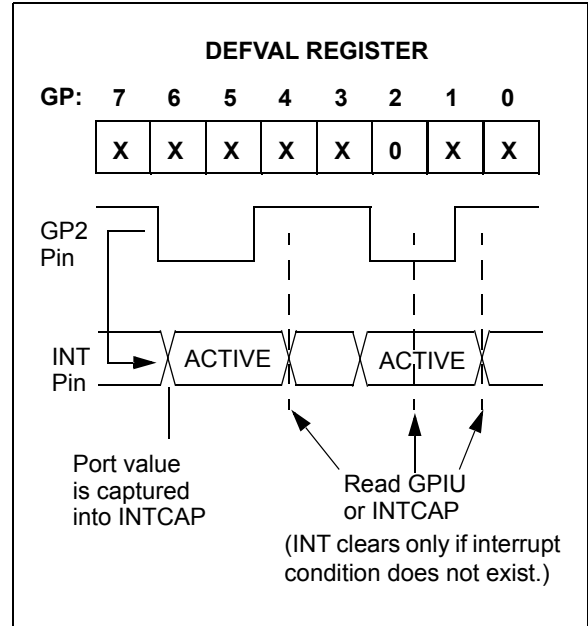 DEFVAL REGISTER
GP: 7 6 5 4 3 2 1 0
X X X X X 0 X X
GP2
Pin
INT
Pin
ACTIVE
ACTIVE
Port value
is captured
into INTCAP
Read GPIU
or INTCAP
(INT clears only if interrupt
condition does not exist.)